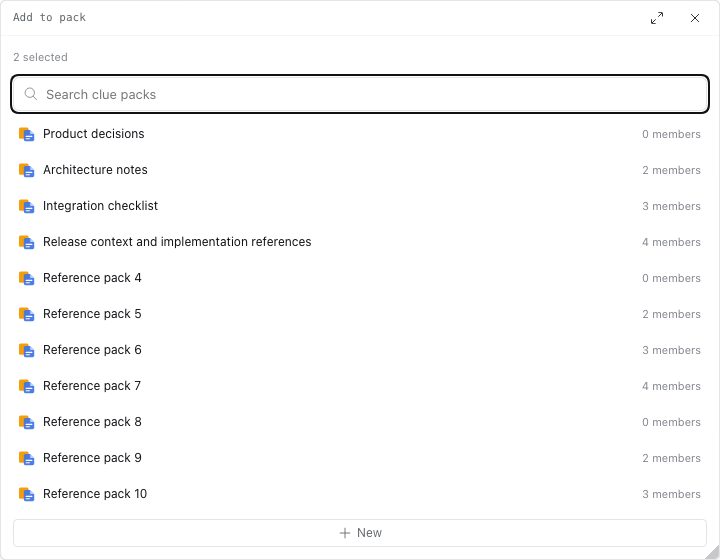 Add to pack
2 selected
Search clue packs
Product decisions 0 members
Architecture notes 2 members
Integration checklist 3 members
Release context and implementation references 4 members
Reference pack 4 0 members
Reference pack 5 2 members
Reference pack 6 3 members
Reference pack 7 4 members
Reference pack 8 0 members
Reference pack 9 2 members
Reference pack 10 3 members
New